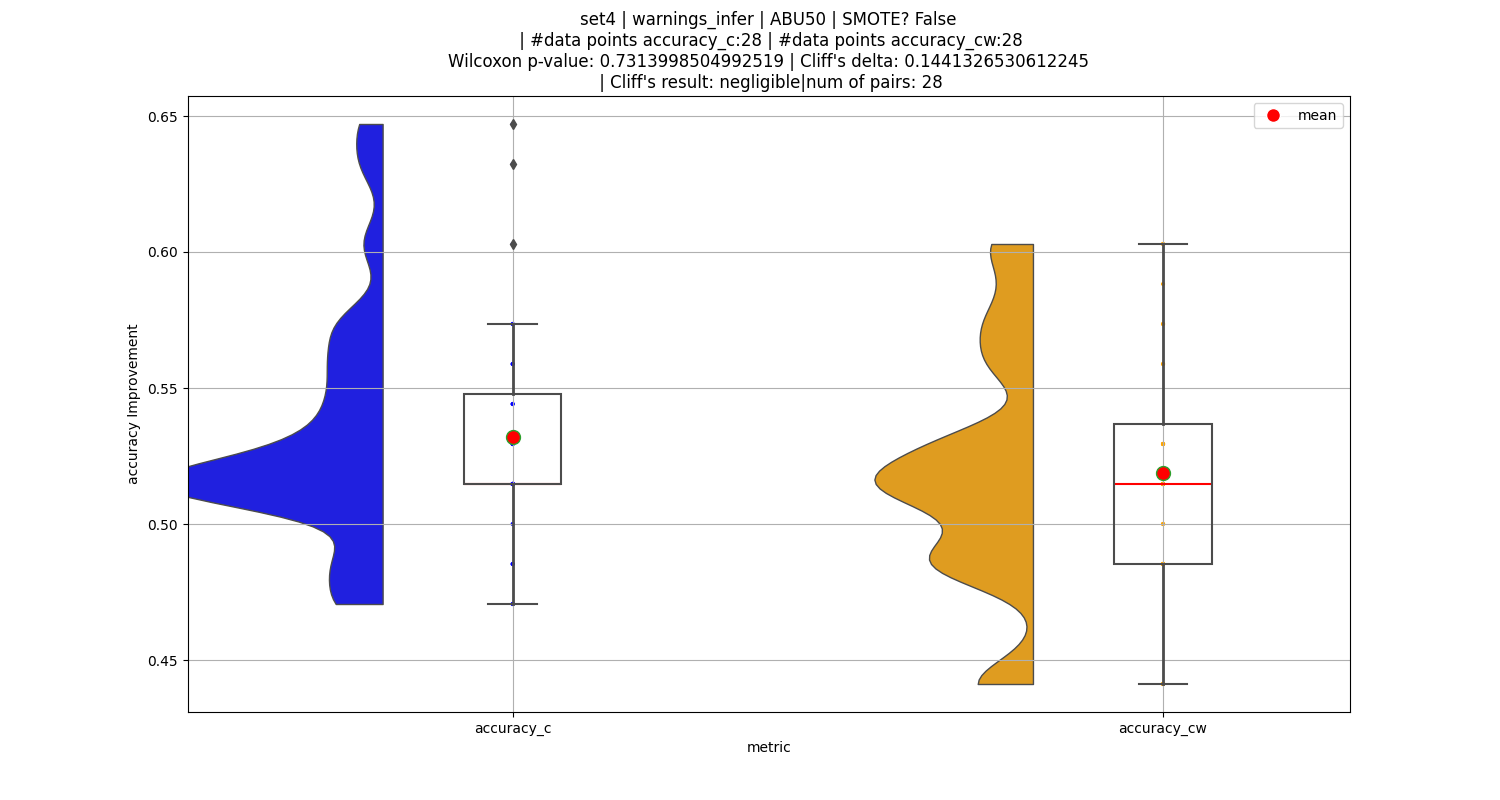 set4 | warnings_infer | ABU50 | SMOTE? False
| #data points accuracy_c:28 | #data points accuracy_cw:28
Wilcoxon p-value: 0.7313998504992519 | Cliff's delta: 0.1441326530612245
| Cliff's result: negligible|num of pairs: 28
mean
0.65
0.60
0.55
0.50
0.45
accuracy Improvement
accuracy_c
accuracy_cw
metric